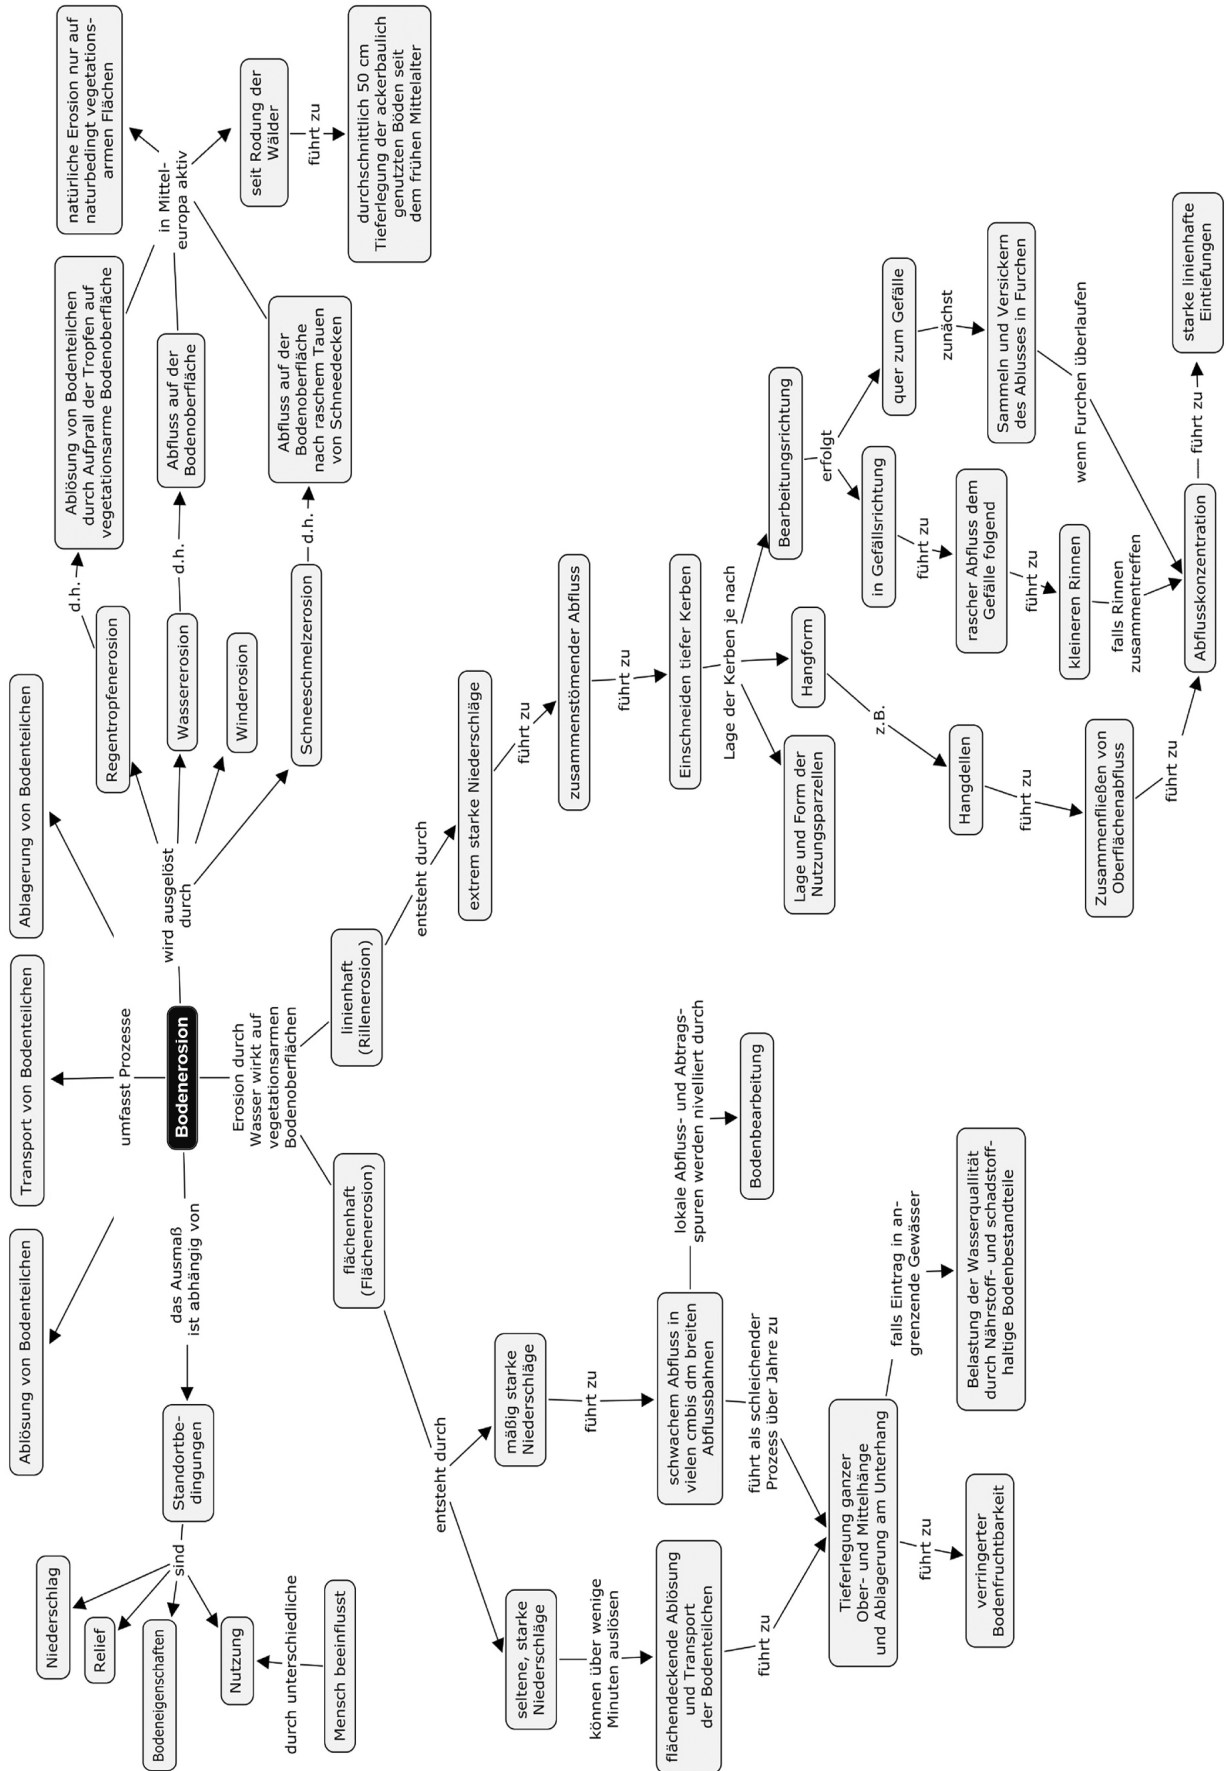 Ablösung von Bodenteilchen
Transport von Bodenteilchen
Ablagerung von Bodenteilchen
umfasst Prozesse
Bodenerosion
das Ausmaß
ist abhängig von
Standortbe-
dingungen
sind
Niederschlag
Relief
Bodeneigenschaften
Nutzung
durch unterschiedliche
Mensch beeinflusst
wird ausgelöst
durch
Regentropfenerosion
d.h.
Ablösung von Bodenteilchen
durch Aufprall der Tropfen auf
vegetationsarme Bodenoberfläche
Wassererosion
d.h.
Abfluss auf der
Bodenoberfläche
Winderosion
Schneeschmelzerosion
d.h.
Abfluss auf der
Bodenoberfläche
nach raschem Tauen
von Schneedecken
in Mittel-
europa aktiv
natürliche Erosion nur auf
naturbedingt vegetations-
armen Flächen
seit Rodung der
Wälder
führt zu
durchschnittlich 50 cm
Tieferlegung der ackerbaulich
genutzten Böden seit
dem frühen Mittelalter
Erosion durch
Wasser wirkt auf
vegetationsarmen
Bodenoberflächen
flächenhaft
(Flächenerosion)
entsteht durch
seltene, starke
Niederschläge
können über wenige
Minuten auslösen
flächendeckende Ablösung
und Transport
der Bodenteilchen
führt zu
mäßig starke
Niederschläge
führt zu
schwachem Abfluss in
vielen cmbis dm breiten
Abflussbahnen
lokale Abfluss- und Abtrags-
spuren werden nivelliert durch
Bodenbearbeitung
führt als schleichender
Prozess über Jahre zu
Tieferlegung ganzer
Ober- und Mittelhänge
und Ablagerung am Unterhang
führt zu
verringerter
Bodenfruchtbarkeit
falls Eintrag in an-
grenzende Gewässer
Belastung der Wasserquallität
durch Nährstoff- und schadstoff-
haltige Bodenbestandteile
linienhaft
(Rillenerosion)
entsteht durch
extrem starke Niederschläge
führt zu
zusammenstömender Abfluss
führt zu
Einschneiden tiefer Kerben
Lage der Kerben je nach
Lage und Form der
Nutzungsparzellen
Hangform
z.B.
Hangdellen
führt zu
Zusammenfließen von
Oberflächenabfluss
führt zu
Bearbeitungsrichtung
erfolgt
in Gefällsrichtung
führt zu
rascher Abfluss dem
Gefälle folgend
führt zu
kleineren Rinnen
falls Rinnen
zusammentreffen
quer zum Gefälle
zunächst
Sammeln und Versickern
des Ablusses in Furchen
wenn Furchen überlaufen
Abflusskonzentration
führt zu
starke linienhafte
Eintiefungen